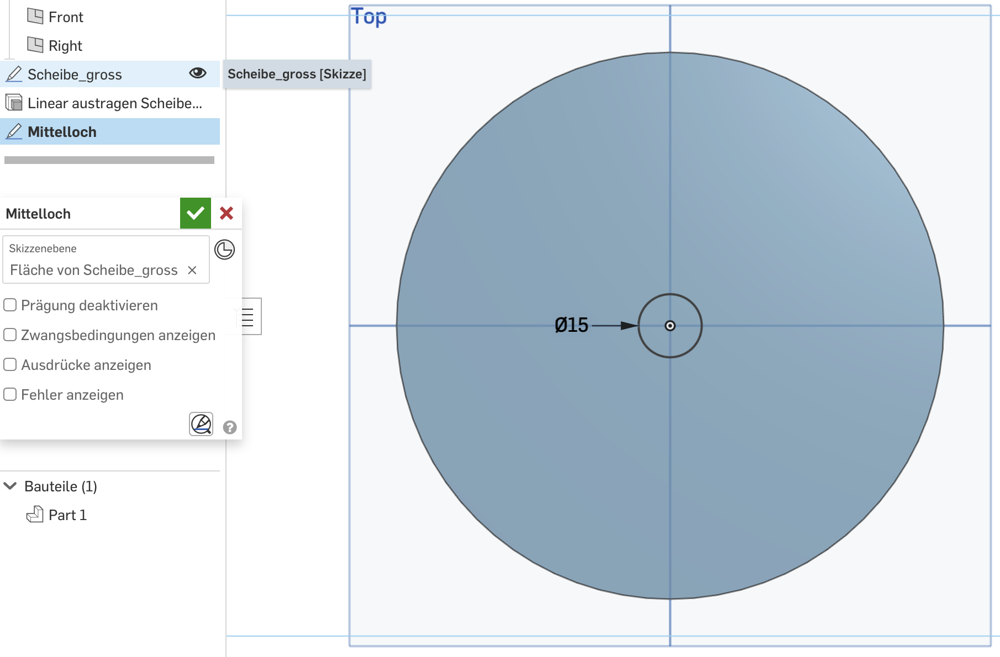 Front
Right
Scheibe_gross
Scheibe_gross [Skizze]
Linear austragen Scheibe...
Mittelloch
Mittelloch
Skizzenebene
Fläche von Scheibe_gross
Prägung deaktivieren
Zwangsbedingungen anzeigen
Ausdrücke anzeigen
Fehler anzeigen
Bauteile (1)
Part 1
Top
Ø15